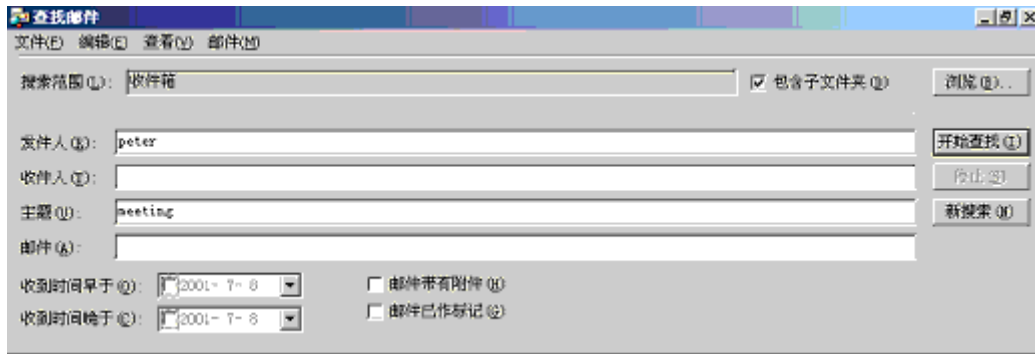 查找邮件
文件(F) 编辑(E) 查看(V) 邮件(M)
搜索范围(L): 收件箱 包含子文件夹(D) 浏览(B)..
发件人(R): peter 开始查找(I)
收件人(T): 停止(S)
主题(U): meeting 新搜索(N)
邮件(A):
收到时间早于(O): 2001- 7- 8 邮件带有附件(H)
收到时间晚于(C): 2001- 7- 8 邮件已作标记(G)